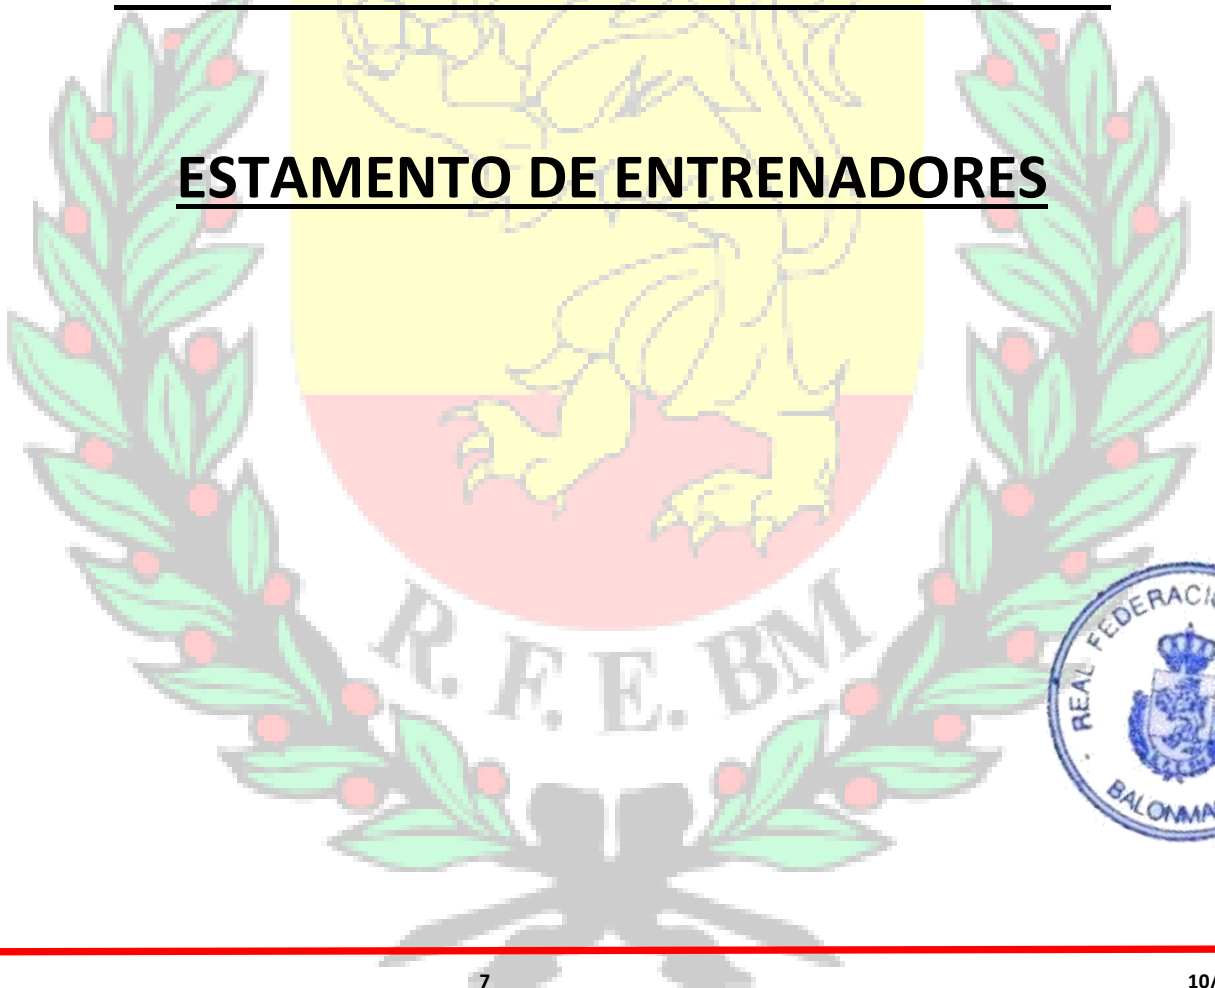 ESTAMENTO DE ENTRENADORES
R. F. E. BM
REAL FEDERACI
BALONMA
7
10/